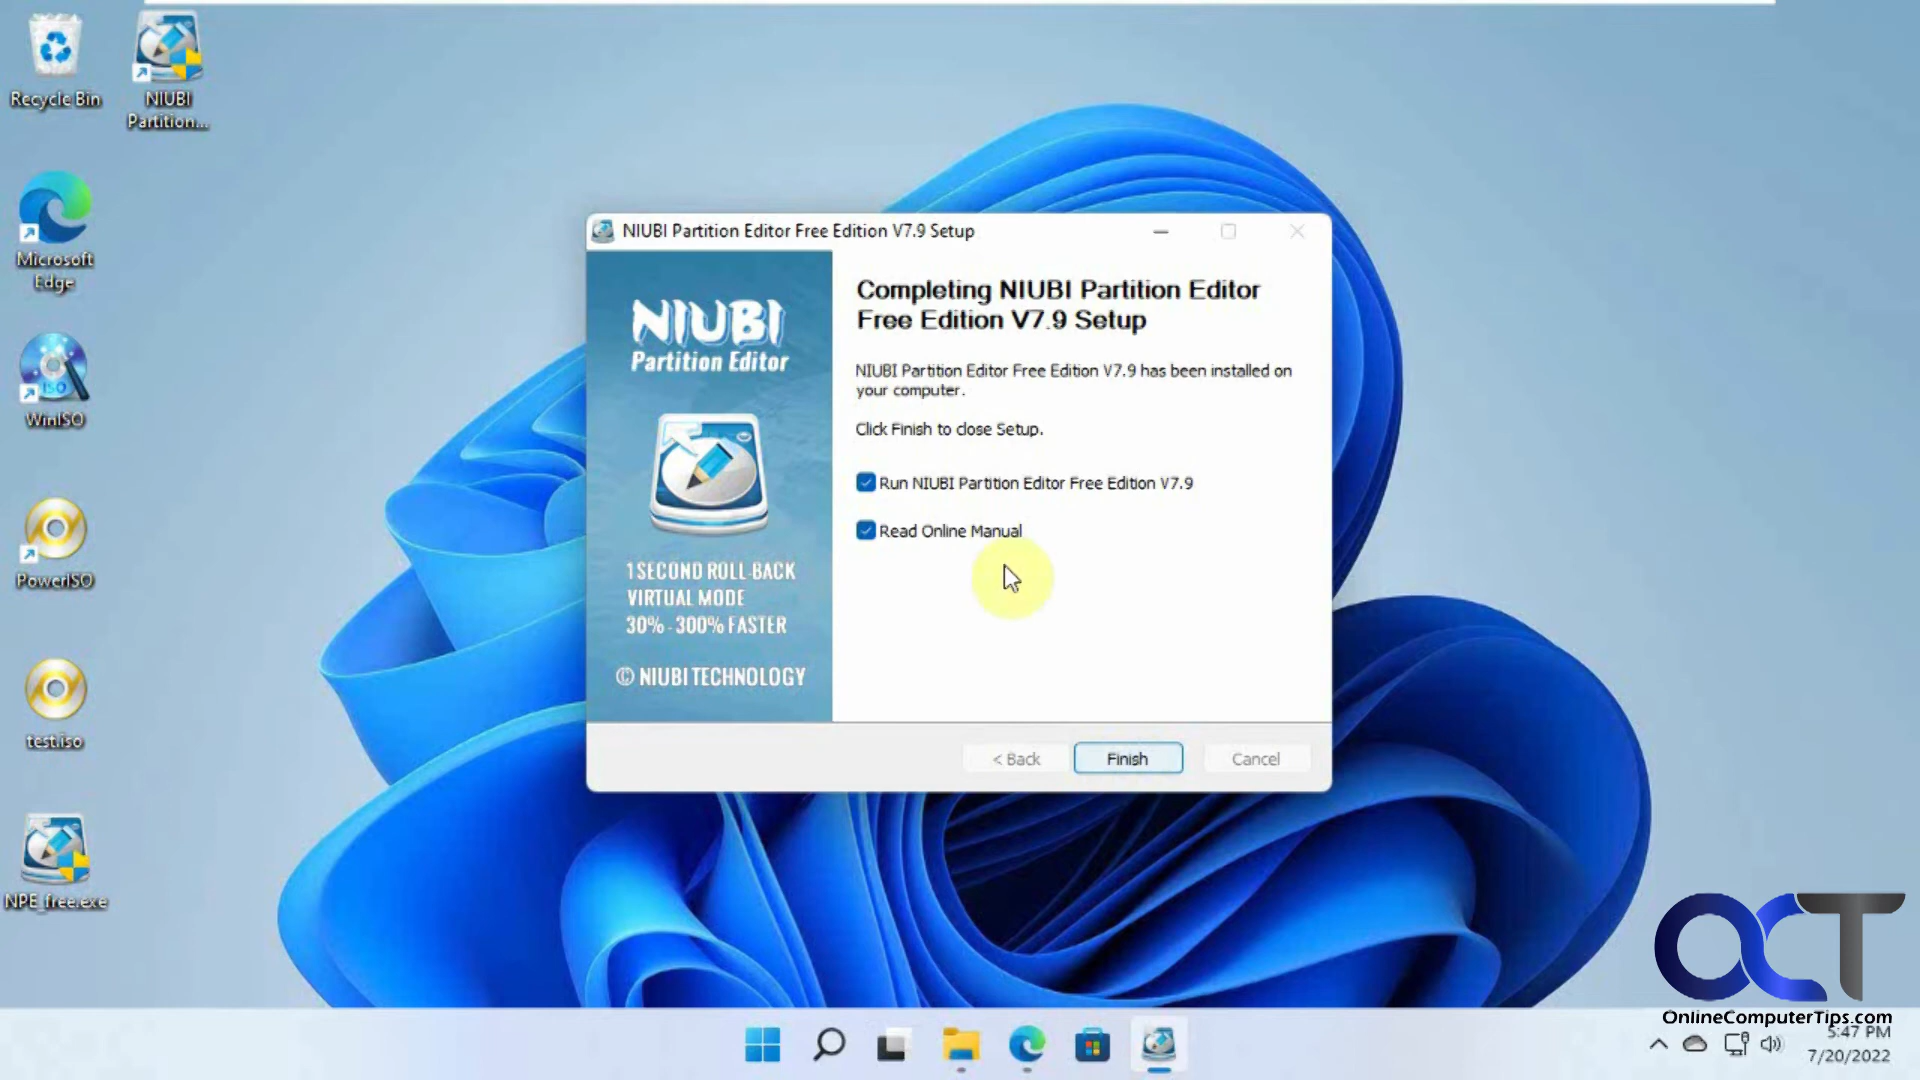 Recycle Bin
NIUBI
Partition...
Microsoft
Edge
ISO
WinISO
PowerISO
test.iso
NPE_free.exe
NIUBI Partition Editor Free Edition V7.9 Setup
NIUBI
Partition Editor
1 SECOND ROLL-BACK
VIRTUAL MODE
30% - 300% FASTER
© NIUBI TECHNOLOGY
Completing NIUBI Partition Editor
Free Edition V7.9 Setup
NIUBI Partition Editor Free Edition V7.9 has been installed on
your computer.
Click Finish to close Setup.
Run NIUBI Partition Editor Free Edition V7.9
Read Online Manual
< Back
Finish
Cancel
OCT
OnlineComputerTips.com
5:47 PM
7/20/2022